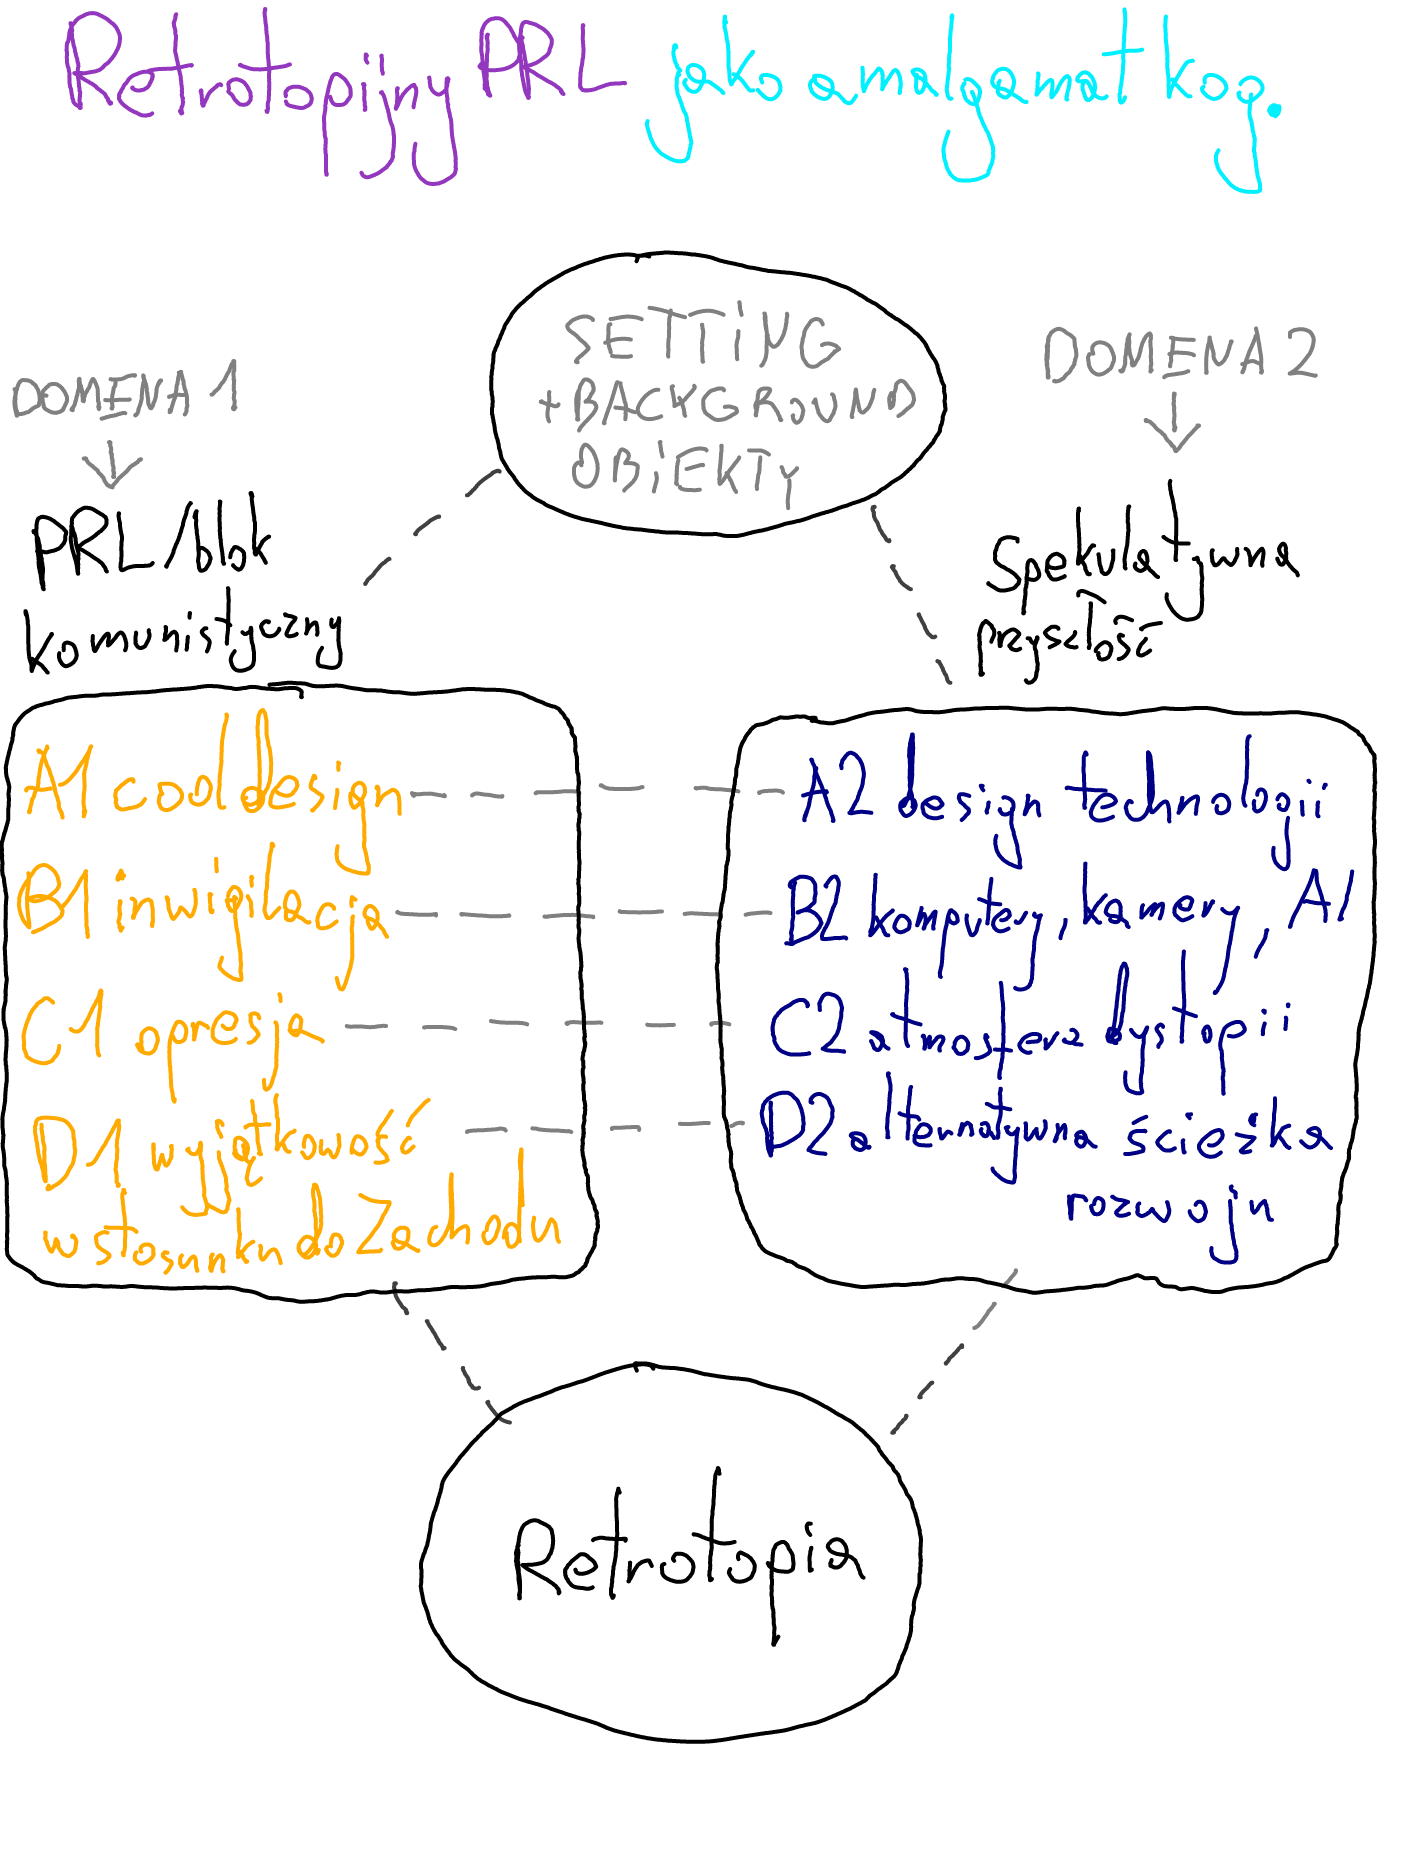 Retrotopijny PRL jako amalgamat kog.
SETTING
+ BACKGROUND
OBIEKTY
DOMENA 1
PRL/blok
komunistyczny
DOMENA 2
Spekulatywna
przyszłość
A1 cool design
B1 inwigilacja
C1 opresja
D1 wyjątkowość
w stosunku do Zachodu
A2 design technologii
B2 komputery, kamery, AI
C2 atmosfera dystopii
D2 alternatywna ścieżka
rozwoju
Retrotopia